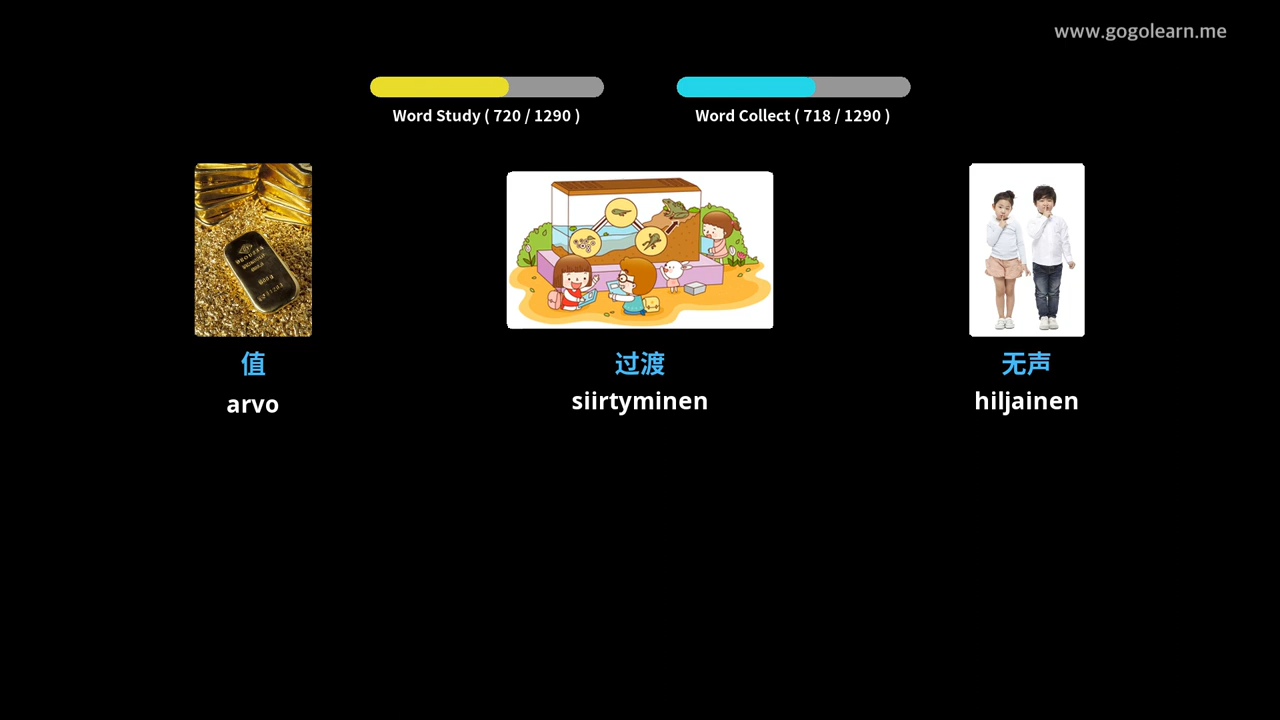 www.gogolearn.me
Word Study ( 720 / 1290 )
Word Collect ( 718 / 1290 )
值
过渡
无声
arvo
siirtyminen
hiljainen